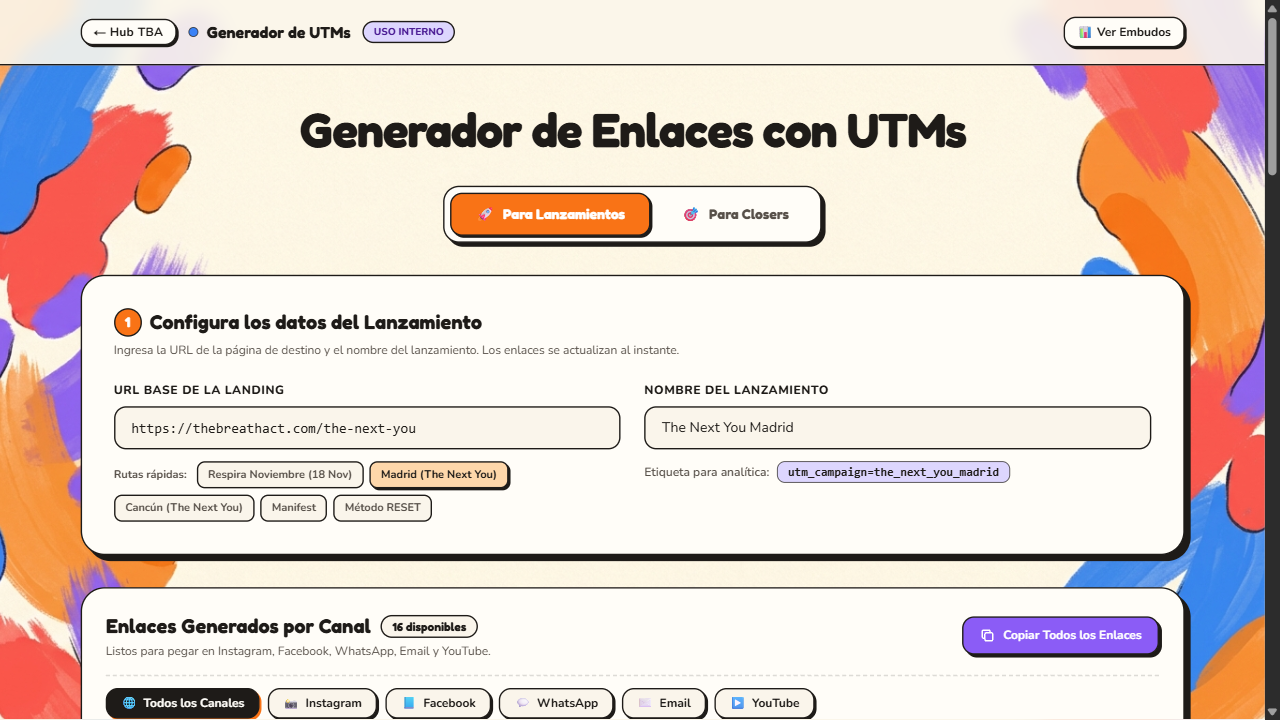 ← Hub TBA
Generador de UTMs
USO INTERNO
Ver Embudos
Generador de Enlaces con UTMs
Para Lanzamientos
Para Closers
1 Configura los datos del Lanzamiento
Ingresa la URL de la página de destino y el nombre del lanzamiento. Los enlaces se actualizan al instante.
URL BASE DE LA LANDING
https://thebreathact.com/the-next-you
Rutas rápidas: Respira Noviembre (18 Nov) Madrid (The Next You)
Cancún (The Next You) Manifest Método RESET
NOMBRE DEL LANZAMIENTO
The Next You Madrid
Etiqueta para analítica: utm_campaign=the_next_you_madrid
Enlaces Generados por Canal 16 disponibles
Listos para pegar en Instagram, Facebook, WhatsApp, Email y YouTube.
Copiar Todos los Enlaces
Todos los Canales Instagram Facebook WhatsApp Email YouTube